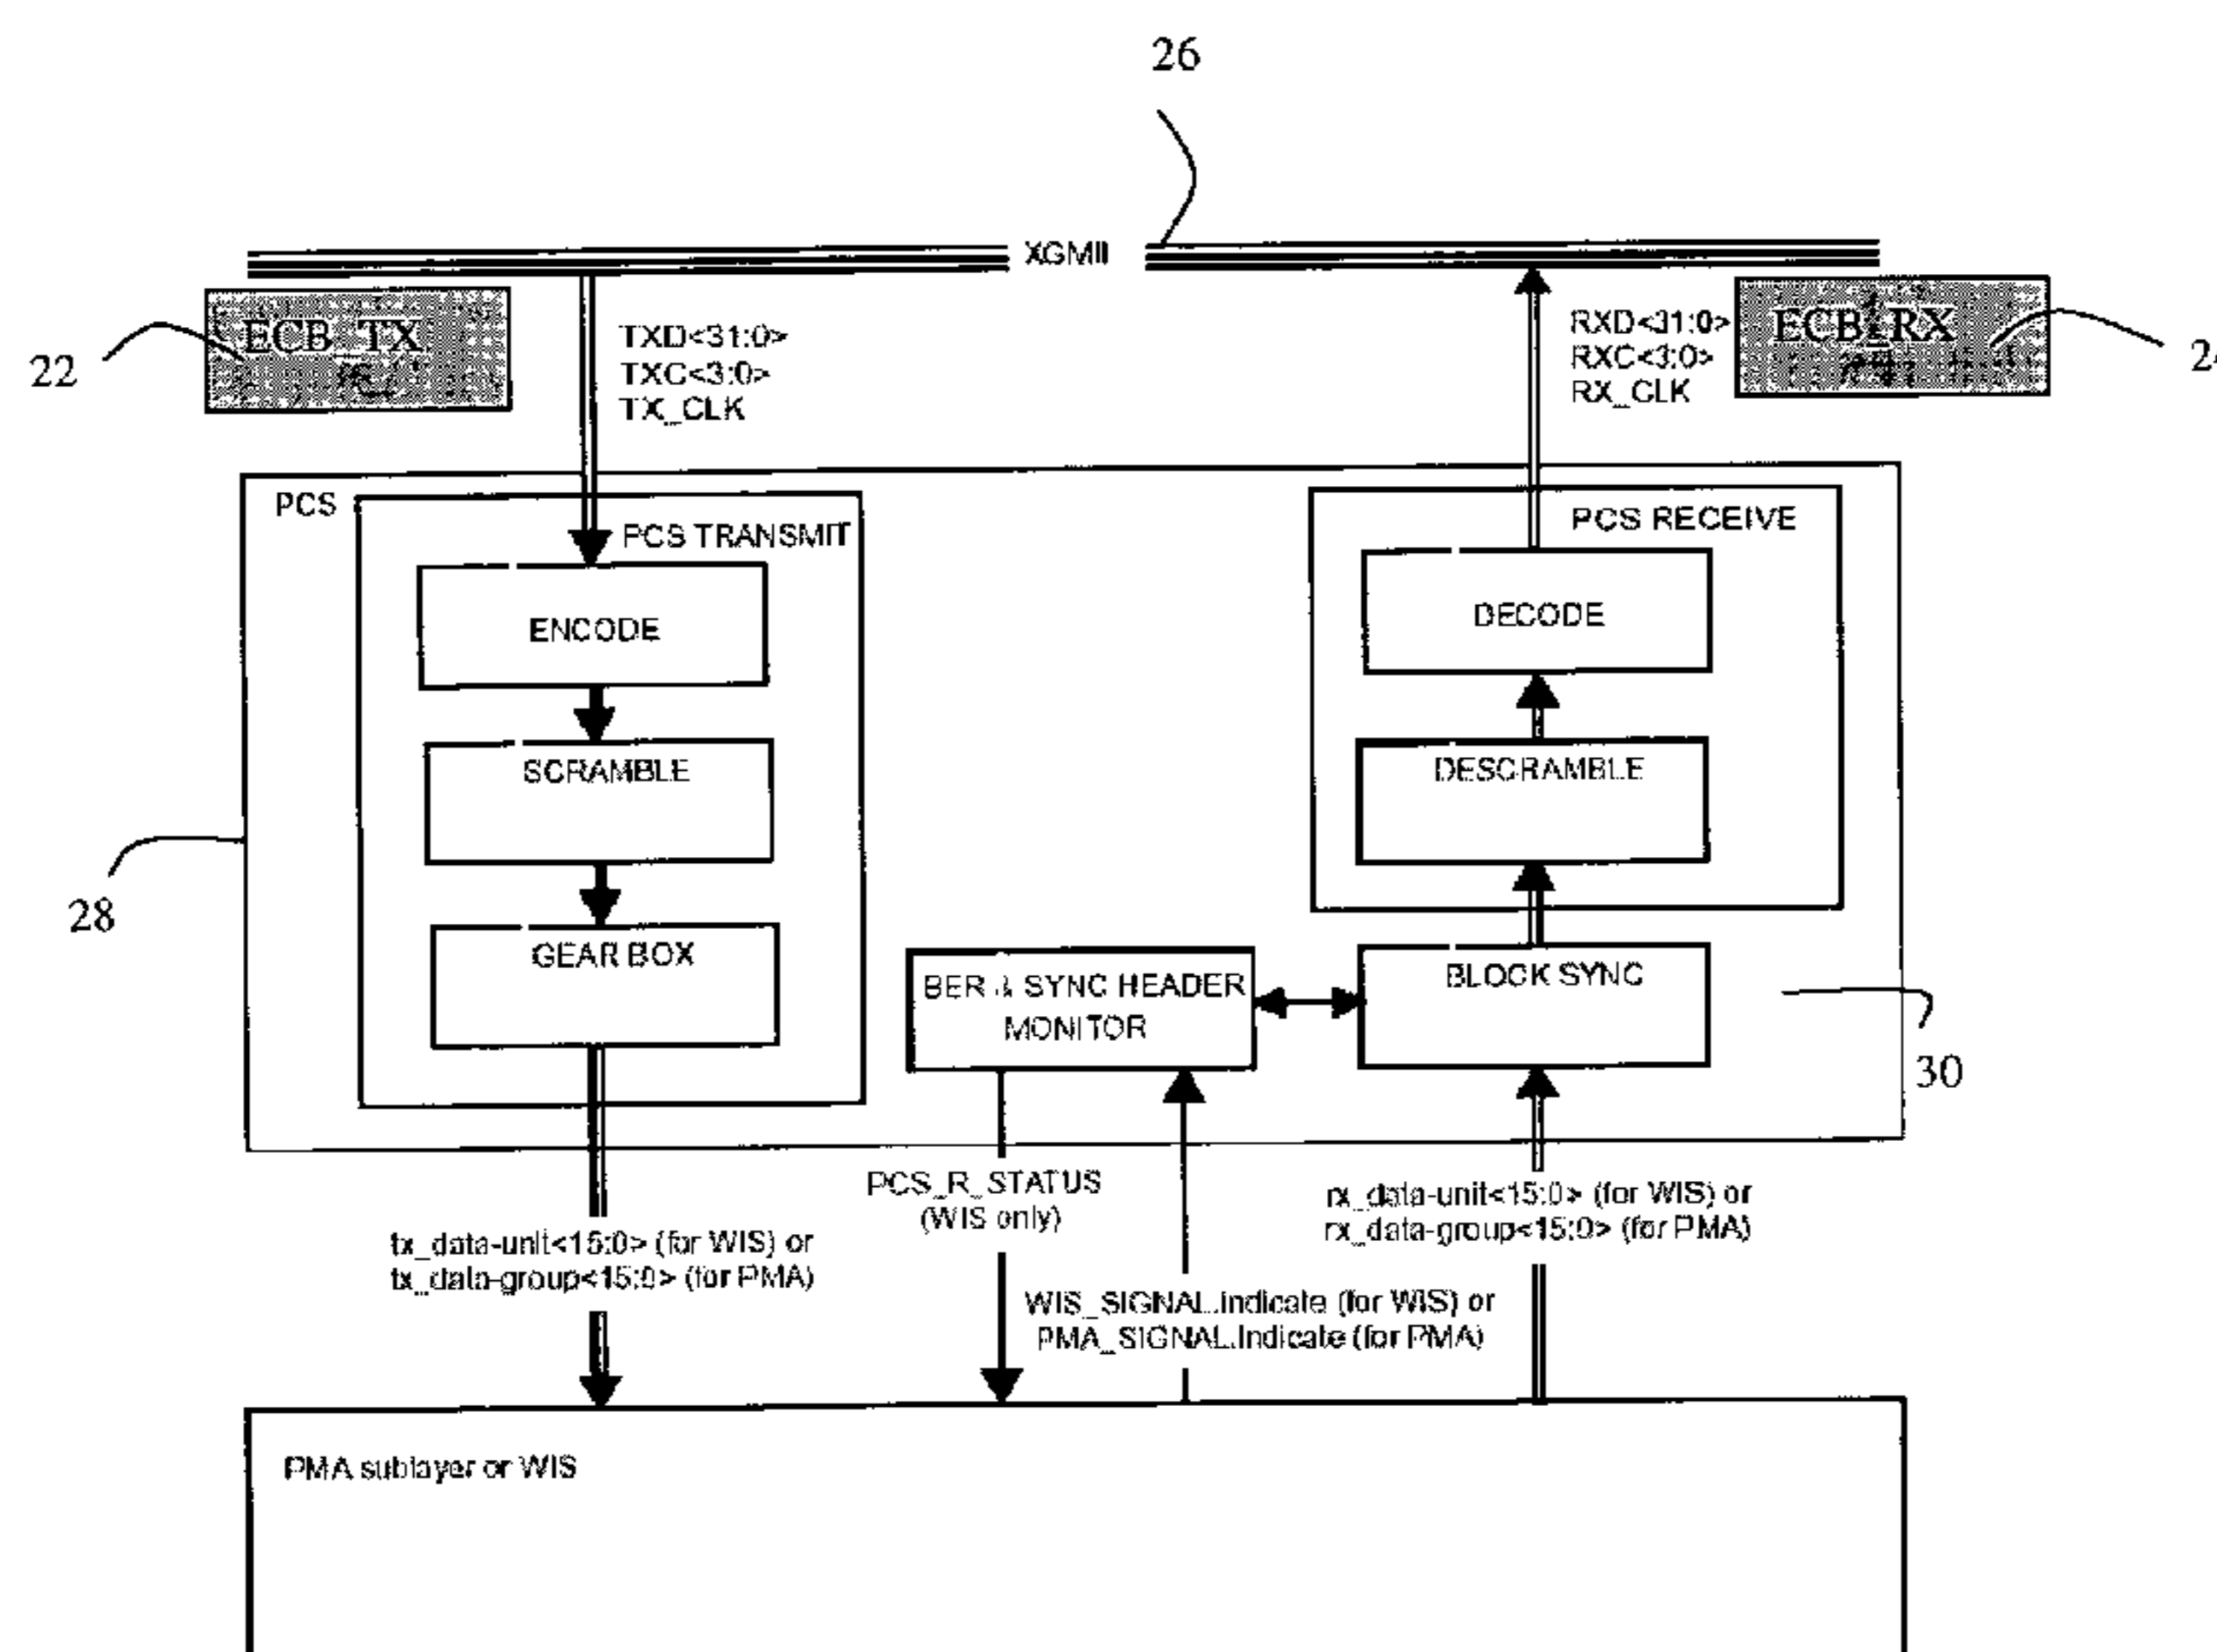 26
XGMII
ECB_TX
22
TXD<31:0>
TXC<3:0>
TX_CLK
RXD<31:0>
RXC<3:0>
RX_CLK
ECB_RX
PCS
PCS TRANSMIT
PCS RECEIVE
ENCODE
DECODE
SCRAMBLE
DESCRAMBLE
28
GEAR BOX
BER & SYNC HEADER
MONITOR
BLOCK SYNC
30
PCS_R_STATUS
(WIS only)
rx_data-unit<15:0> (for WIS) or
rx_data-group<15:0> (for PMA)
tx_data-unit<15:0> (for WIS) or
tx_data-group<15:0> (for PMA)
WIS_SIGNAL.indicate (for WIS) or
PMA_SIGNAL.indicate (for PMA)
PMA sublayer or WIS